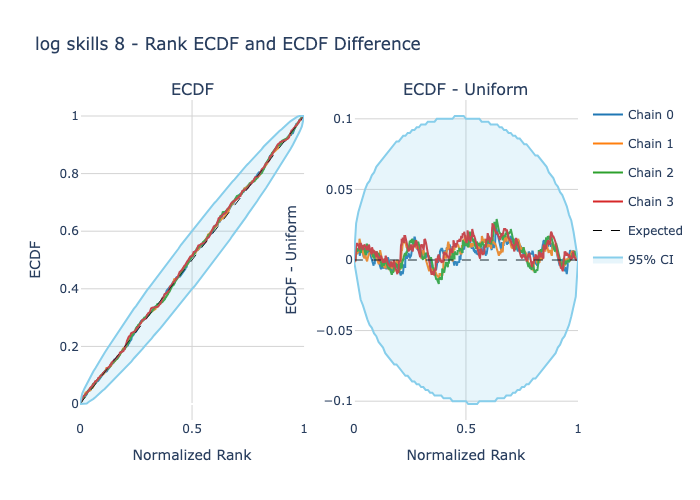 log skills 8 - Rank ECDF and ECDF Difference
ECDF
ECDF - Uniform
1
0.8
0.6
0.4
0.2
0
ECDF
0
0.5
1
Normalized Rank
0.1
0.05
0
−0.05
−0.1
ECDF - Uniform
0
0.5
1
Normalized Rank
Chain 0
Chain 1
Chain 2
Chain 3
Expected
95% CI